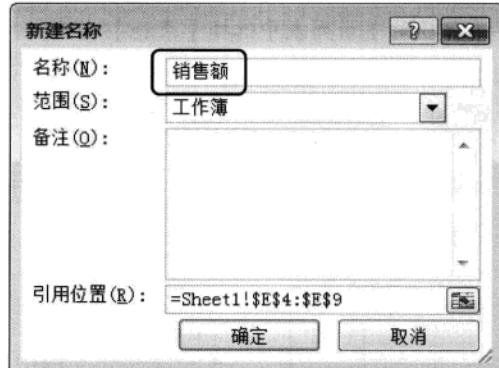 新建名称
名称(N): 销售额
范围(S): 工作簿
备注(O):
引用位置(R): =Sheet1!$E$4:$E$9
确定 取消